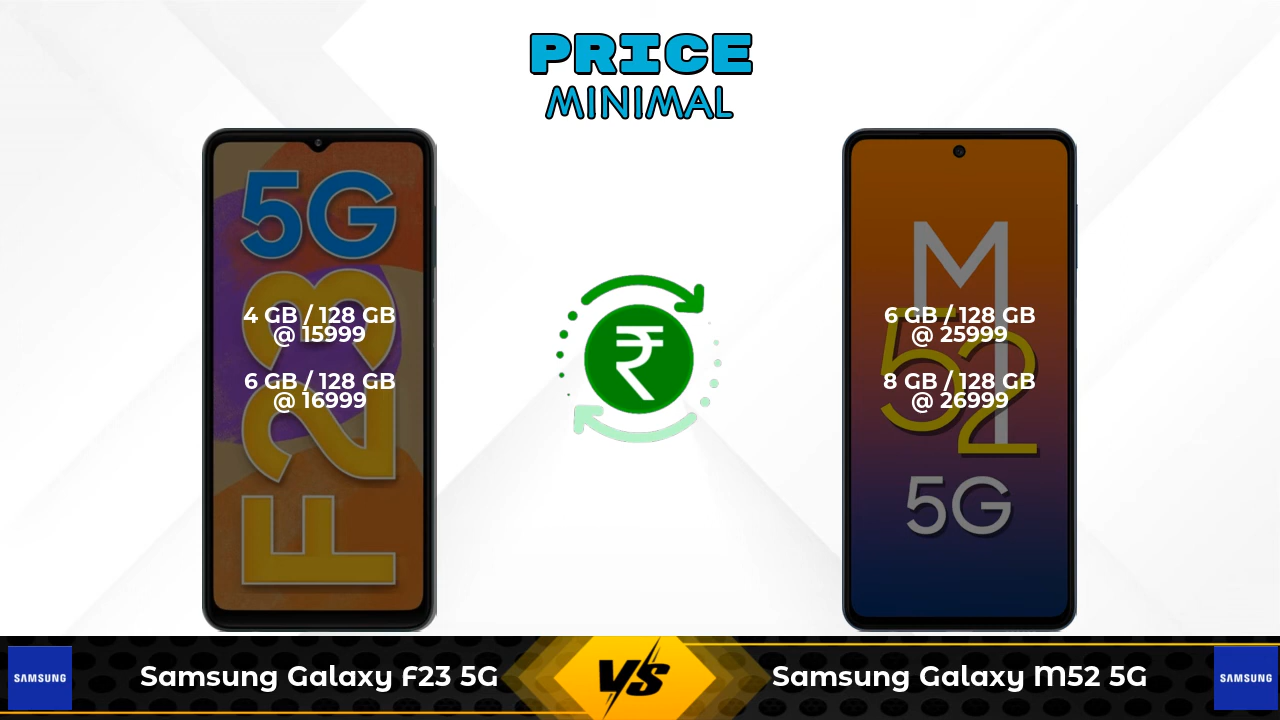 PRICE
MINIMAL
5G
F23
4 GB / 128 GB
@ 15999
6 GB / 128 GB
@ 16999
₹
M
52
5G
6 GB / 128 GB
@ 25999
8 GB / 128 GB
@ 26999
SAMSUNG
Samsung Galaxy F23 5G
VS
Samsung Galaxy M52 5G
SAMSUNG